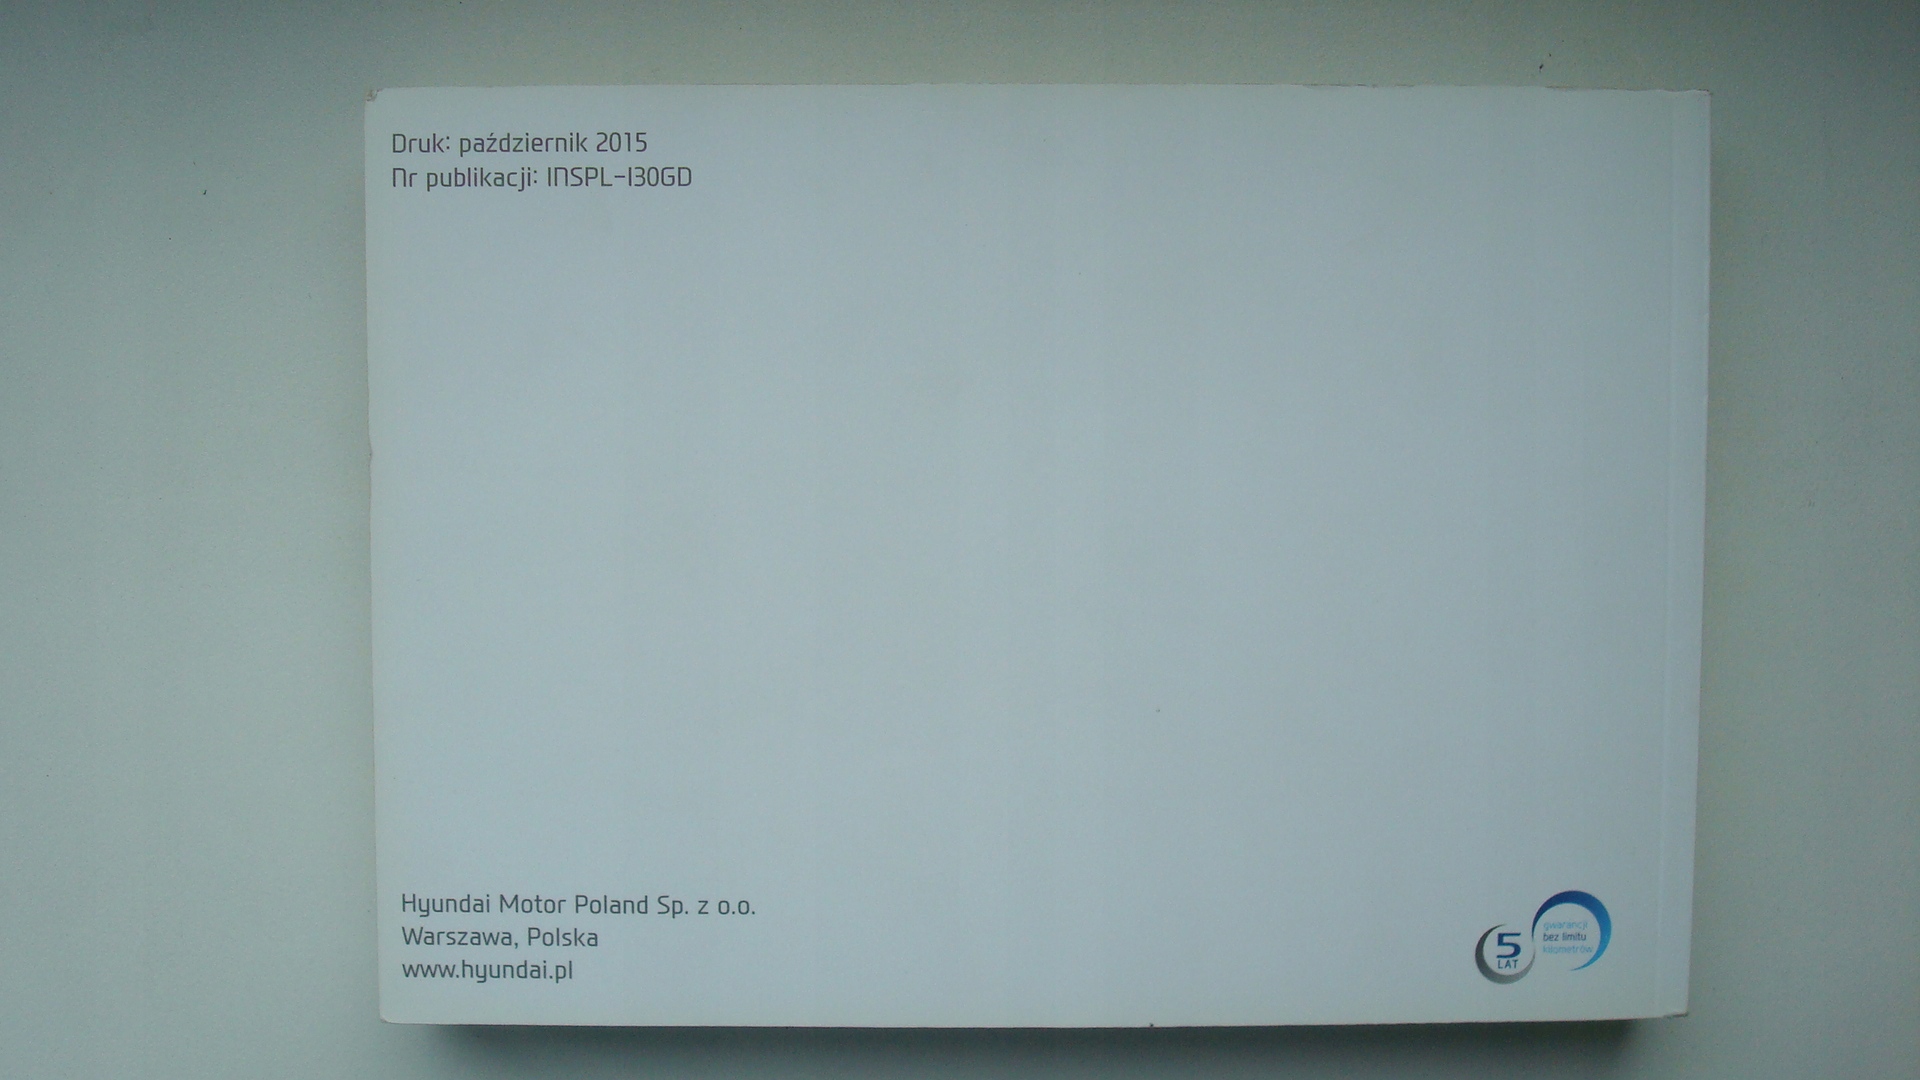 Druk: październik 2015
Nr publikacji: INSPL-I30GD
Hyundai Motor Poland Sp. z o.o.
Warszawa, Polska
www.hyundai.pl
5
LAT
gwarancji
bez limitu
kilometrów